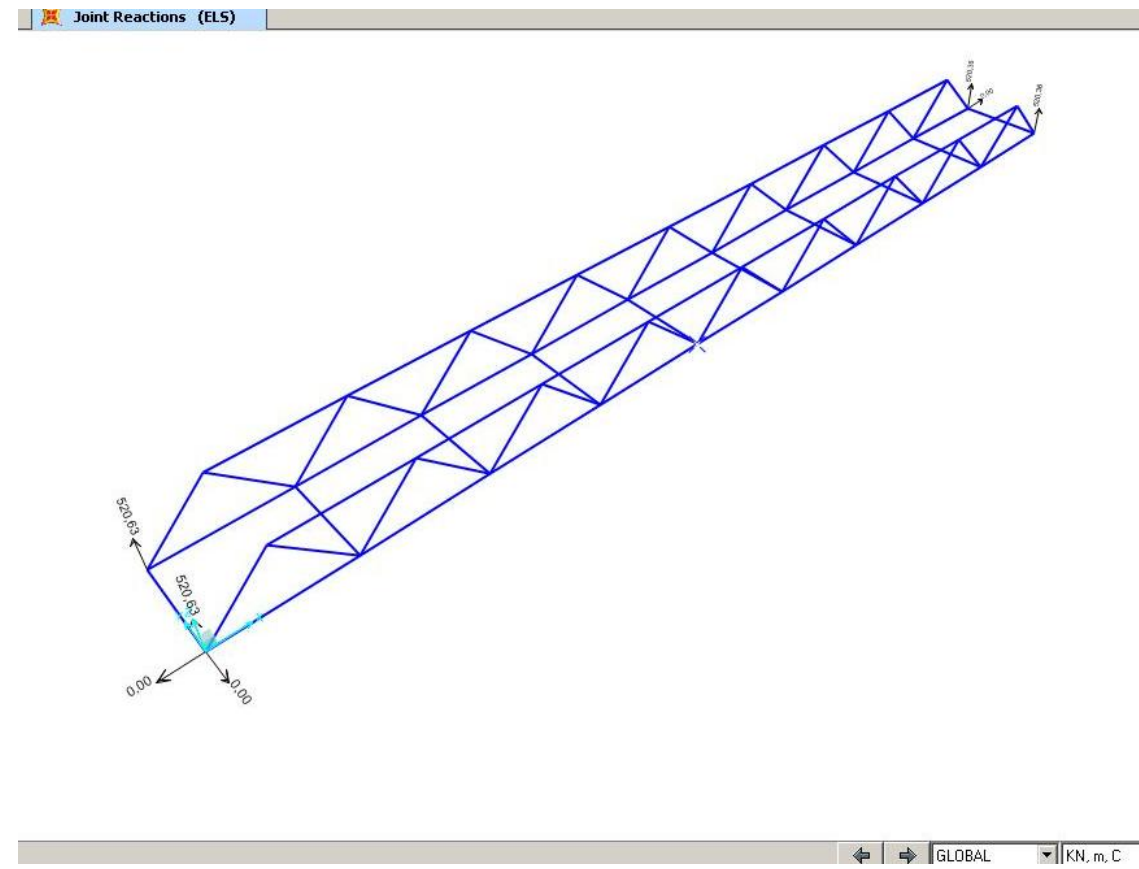 Joint Reactions (ELS)
520,63
520,63
0,00
0,00
GLOBAL
KN, m, C